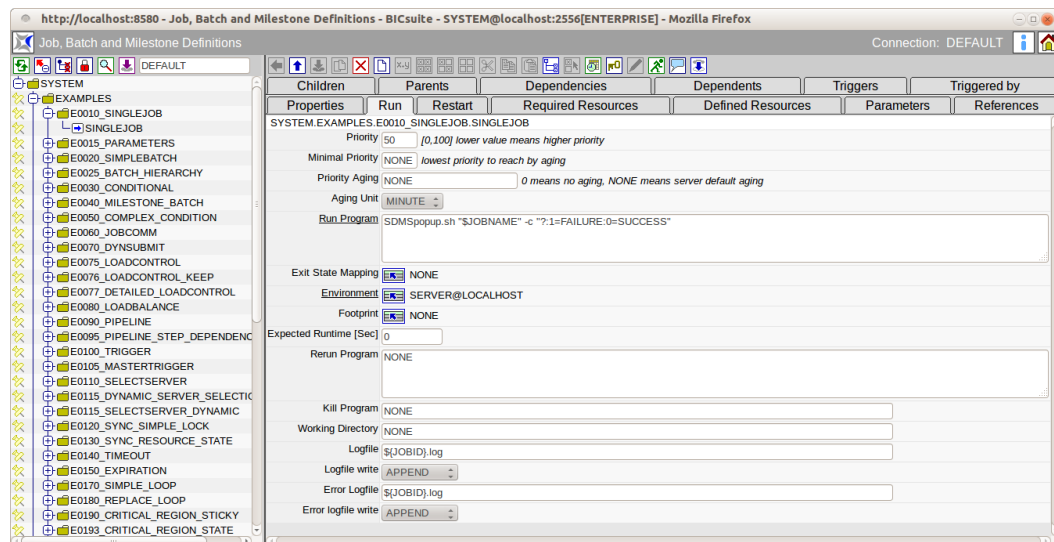 http://localhost:8580 - Job, Batch and Milestone Definitions - BICsuite - SYSTEM@localhost:2556[ENTERPRISE] - Mozilla Firefox
Job, Batch and Milestone Definitions
Connection: DEFAULT
DEFAULT
SYSTEM
EXAMPLES
E0010_SINGLEJOB
SINGLEJOB
E0015_PARAMETERS
E0020_SIMPLEBATCH
E0025_BATCH_HIERARCHY
E0030_CONDITIONAL
E0040_MILESTONE_BATCH
E0050_COMPLEX_CONDITION
E0060_JOBCOMM
E0070_DYNSUBMIT
E0075_LOADCONTROL
E0076_LOADCONTROL_KEEP
E0077_DETAILED_LOADCONTROL
E0080_LOADBALANCE
E0090_PIPELINE
E0095_PIPELINE_STEP_DEPENDENC
E0100_TRIGGER
E0105_MASTERTRIGGER
E0110_SELECTSERVER
E0115_DYNAMIC_SERVER_SELECTIO
E0115_SELECTSERVER_DYNAMIC
E0120_SYNC_SIMPLE_LOCK
E0130_SYNC_RESOURCE_STATE
E0140_TIMEOUT
E0150_EXPIRATION
E0170_SIMPLE_LOOP
E0180_REPLACE_LOOP
E0190_CRITICAL_REGION_STICKY
E0193_CRITICAL_REGION_STATE
Children Parents Dependencies Dependents Triggers Triggered by
Properties Run Restart Required Resources Defined Resources Parameters References
SYSTEM.EXAMPLES.E0010_SINGLEJOB.SINGLEJOB
Priority 50 [0,100] lower value means higher priority
Minimal Priority NONE lowest priority to reach by aging
Priority Aging NONE 0 means no aging, NONE means server default aging
Aging Unit MINUTE
Run Program SDMSpopup.sh "$JOBNAME" -c "?:1=FAILURE:0=SUCCESS"
Exit State Mapping NONE
Environment SERVER@LOCALHOST
Footprint NONE
Expected Runtime [Sec] 0
Rerun Program NONE
Kill Program NONE
Working Directory NONE
Logfile ${JOBID}.log
Logfile write APPEND
Error Logfile ${JOBID}.log
Error logfile write APPEND